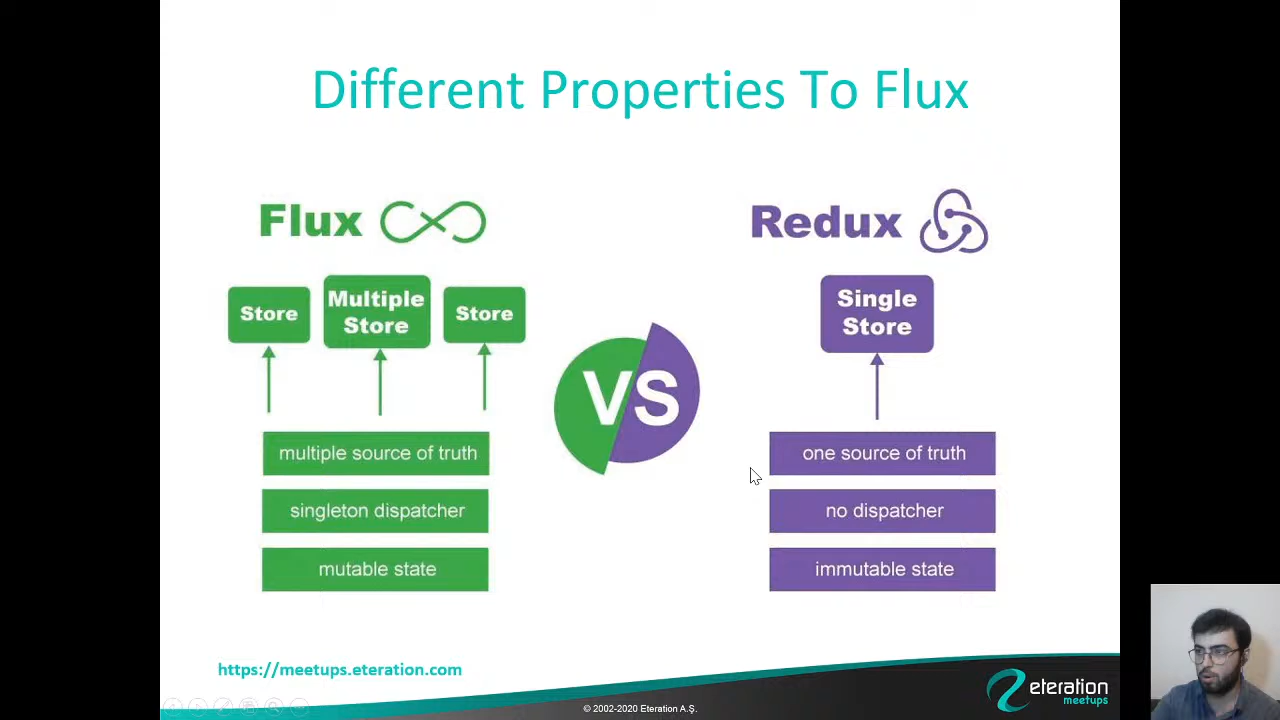 Different Properties To Flux
Flux
Store
Multiple
Store
Store
multiple source of truth
singleton dispatcher
mutable state
VS
Redux
Single
Store
one source of truth
no dispatcher
immutable state
https://meetups.eteration.com
© 2002-2020 Eteration A.Ş.
eteration
meetups